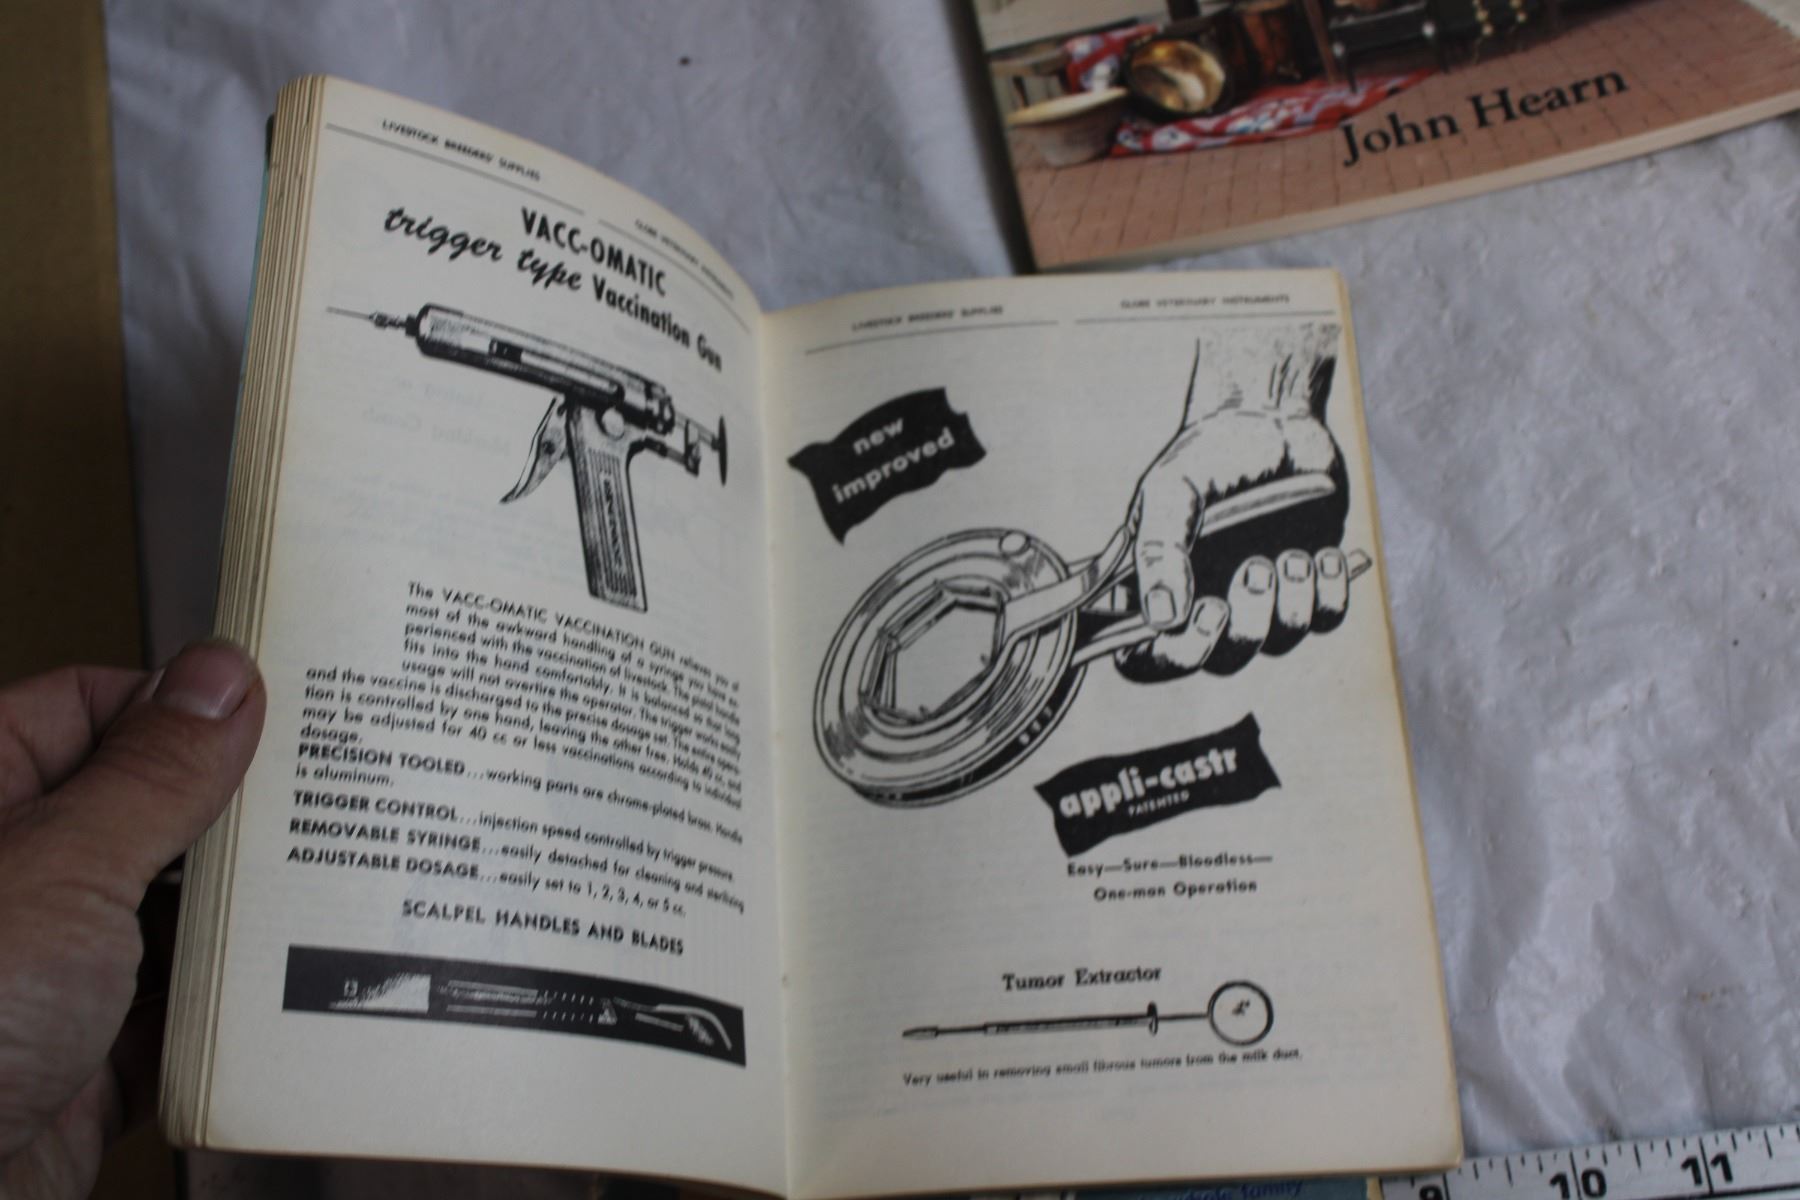 John Hearn
LIVESTOCK BREEDERS' SUPPLIES
GLOBE VETERINARY INSTRUMENTS
VACC-OMATIC
trigger type Vaccination Gun
The VACC-OMATIC VACCINATION GUN relieves you of
most of the awkward handling of a syringe you have ex-
perienced with the vaccination of livestock. The pistol handle
fits into the hand comfortably. It is balanced so that long
usage will not overtire the operator. The trigger works easily
and the vaccine is discharged to the precise dosage set. The entire opera-
tion is controlled by one hand, leaving the other free. Holds 40 cc, and
may be adjusted for 40 cc or less vaccinations according to individual
dosage.
PRECISION TOOLED...working parts are chrome-plated brass. Handle
is aluminum.
TRIGGER CONTROL...injection speed controlled by trigger pressure.
REMOVABLE SYRINGE...easily detached for cleaning and sterilizing
ADJUSTABLE DOSAGE...easily set to 1, 2, 3, 4, or 5 cc.
SCALPEL HANDLES AND BLADES
LIVESTOCK BREEDERS' SUPPLIES
GLOBE VETERINARY INSTRUMENTS
new
improved
appli-castr
PATENTED
Easy—Sure—Bloodless—
One-man Operation
Tumor Extractor
Very useful in removing small fibrous tumors from the milk duct.
9 10 11
family